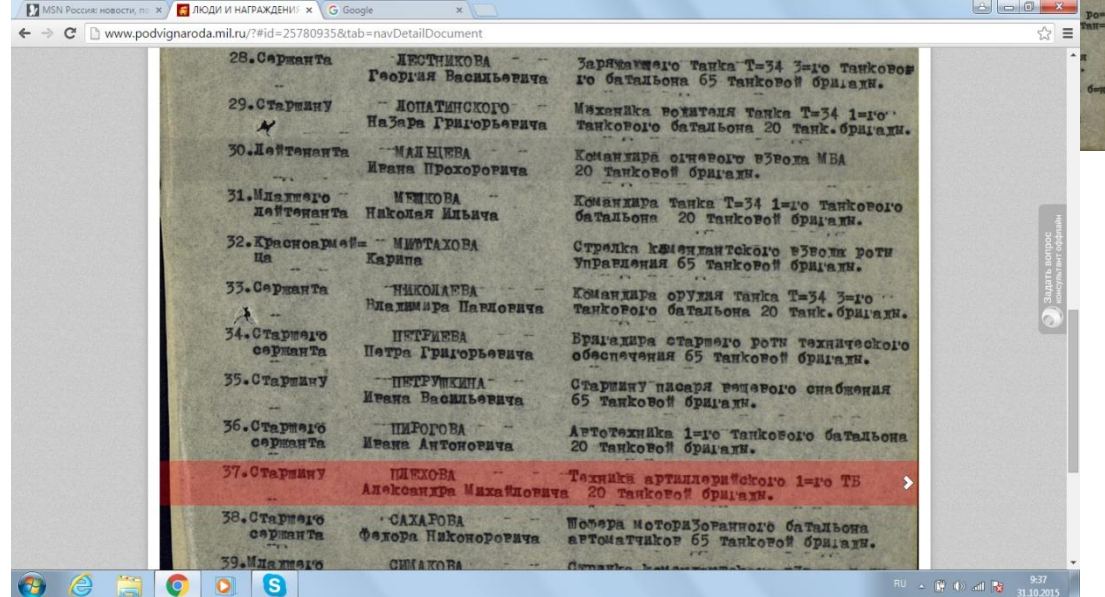 MSN Россия: новости, по
ЛЮДИ И НАГРАЖДЕНИ
Google
www.podvignaroda.mil.ru/?#id=25780935&tab=navDetailDocument
28.Сержанта ЛЕСТНИКОВА Заряжающего танка Т=34 3=го танковог
Георгия Васильевича го батальона 65 Танковой бригады.
29.Старшину ЛОПАТИНСКОГО Механика водителя танка Т=34 1=го
Назара Григорьевича Танкового батальона 20 танк.бригады.
30.Лейтенанта МАЛЬЦЕВА Командира огневого взвода МБА
Ивана Прохоровича 20 Танковой бригады.
31.Младшего МЕШКОВА Командира танка Т=34 1=го танкового
лейтенанта Николая Ильича батальона 20 Танковой бригады.
32.Красноармей= МИФТАХОВА Стрелка комендантского взвода роты
ца Карипа Управления 65 Танковой бригады.
33.Сержанта НИКОЛАЕВА Командира орудия танка Т=34 3=го
Владимира Павловича Танкового батальона 20 Танк.бригады.
34.Старшего ПЕТРИЕВА Бригадира старшего роты технического
сержанта Петра Григорьевича обеспечения 65 Танковой бригады.
35.Старшину ПЕТРУШКИНА Старшину писаря вещевого снабжения
Ивана Васильевича 65 Танковой бригады.
36.Старшего ПИРОГОВА Автотехника 1=го Танкового батальона
сержанта Ивана Антоновича 20 Танковой бригады.
37.Старшину ПЛЕХОВА Техника артиллерийского 1=го ТБ
Александра Михайловича 20 Танковой бригады.
38.Старшего САХАРОВА Шофера моторизованного батальона
сержанта Федора Никоноровича автоматчиков 65 Танковой бригады.
39.Младшего СИМАКОВА
Задать вопрос
консультант оффлайн
RU
9:37
31.10.2015